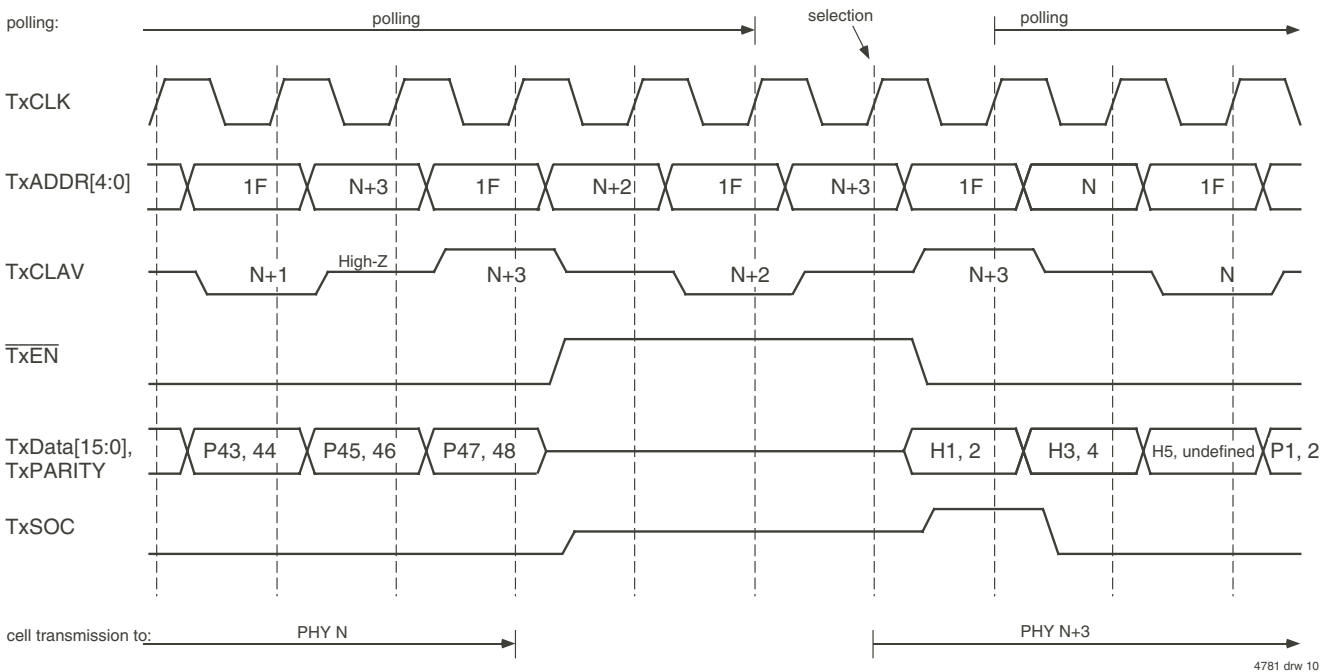 polling: polling selection polling
TxCLK
TxADDR[4:0] 1F N+3 1F N+2 1F N+3 1F N 1F
TxCLAV N+1 High-Z N+3 N+2 N+3 N
TxEN
TxData[15:0],
TxPARITY
P43, 44 P45, 46 P47, 48 H1, 2 H3, 4 H5, undefined P1, 2
TxSOC
cell transmission to: PHY N PHY N+3
4781 drw 10